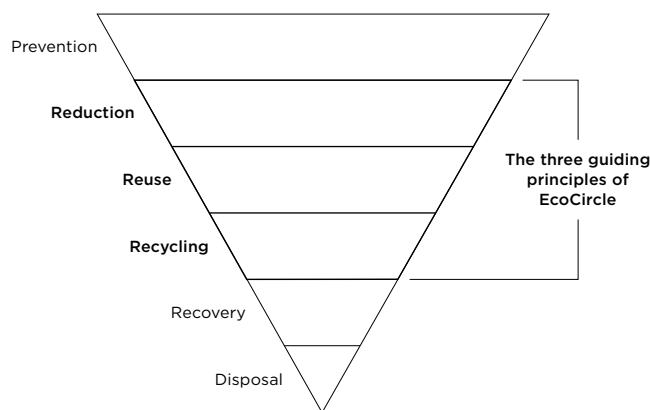 Prevention
Reduction
Reuse
Recycling
Recovery
Disposal
The three guiding
principles of
EcoCircle